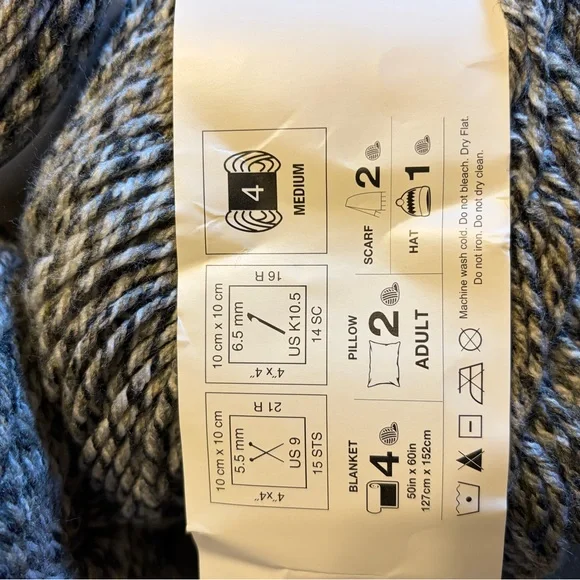 10 cm x 10 cm
5.5 mm
US 9
4"x4"
21 R
15 STS
10 cm x 10 cm
6.5 mm
US K10.5
4"x4"
16 R
14 SC
4
MEDIUM
BLANKET
4
50in x 60in
127cm x 152cm
PILLOW
2
ADULT
SCARF
2
HAT
1
Machine wash cold. Do not bleach. Dry Flat.
Do not iron. Do not dry clean.